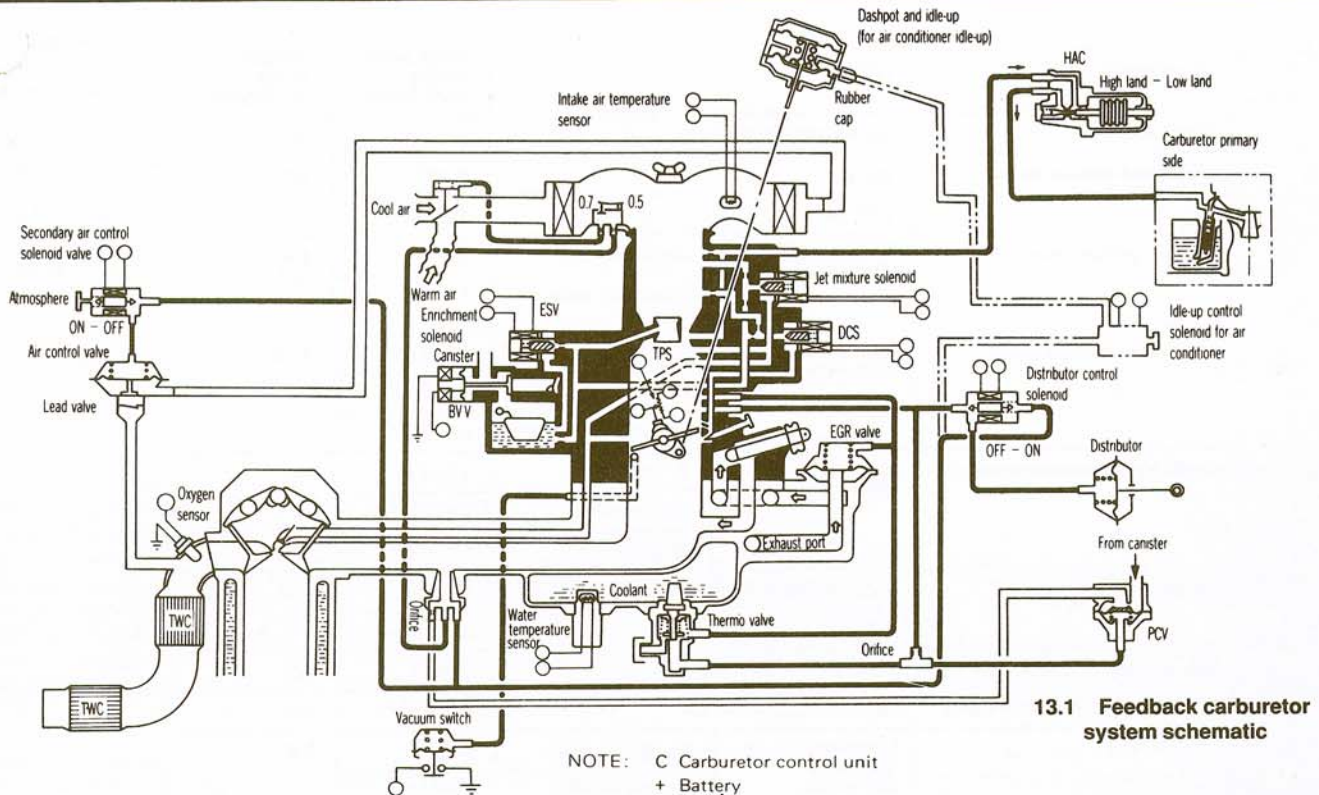 Dashpot and idle-up
(for air conditioner idle-up)
HAC
High land – Low land
Rubber
cap
Intake air temperature
sensor
Carburetor primary
side
Cool air
0.7
0.5
Secondary air control
solenoid valve
Atmosphere
ON – OFF
Warm air
Enrichment
solenoid
ESV
Jet mixture solenoid
Idle-up control
solenoid for air
conditioner
Air control valve
Canister
TPS
DCS
Distributor control
solenoid
Lead valve
BV V
EGR valve
OFF – ON
Distributor
Oxygen
sensor
From canister
Exhaust port
Orifice
Coolant
Water
temperature
sensor
Thermo valve
Orifice
PCV
TWC
TWC
Vacuum switch
13.1 Feedback carburetor
system schematic
NOTE: C Carburetor control unit
+ Battery